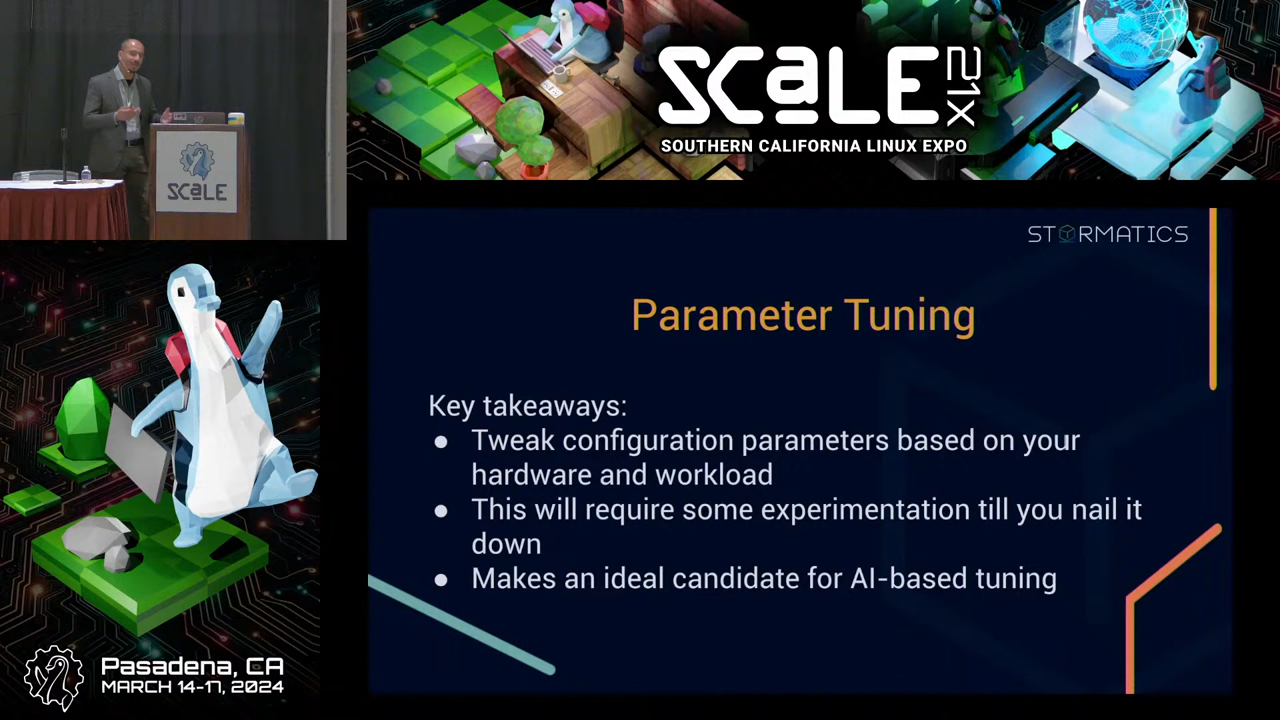 SCaLE 21X
SOUTHERN CALIFORNIA LINUX EXPO
SCaLE
STORMATICS
Parameter Tuning
Key takeaways:
● Tweak configuration parameters based on your
hardware and workload
● This will require some experimentation till you nail it
down
● Makes an ideal candidate for AI-based tuning
Pasadena, CA
MARCH 14-17, 2024